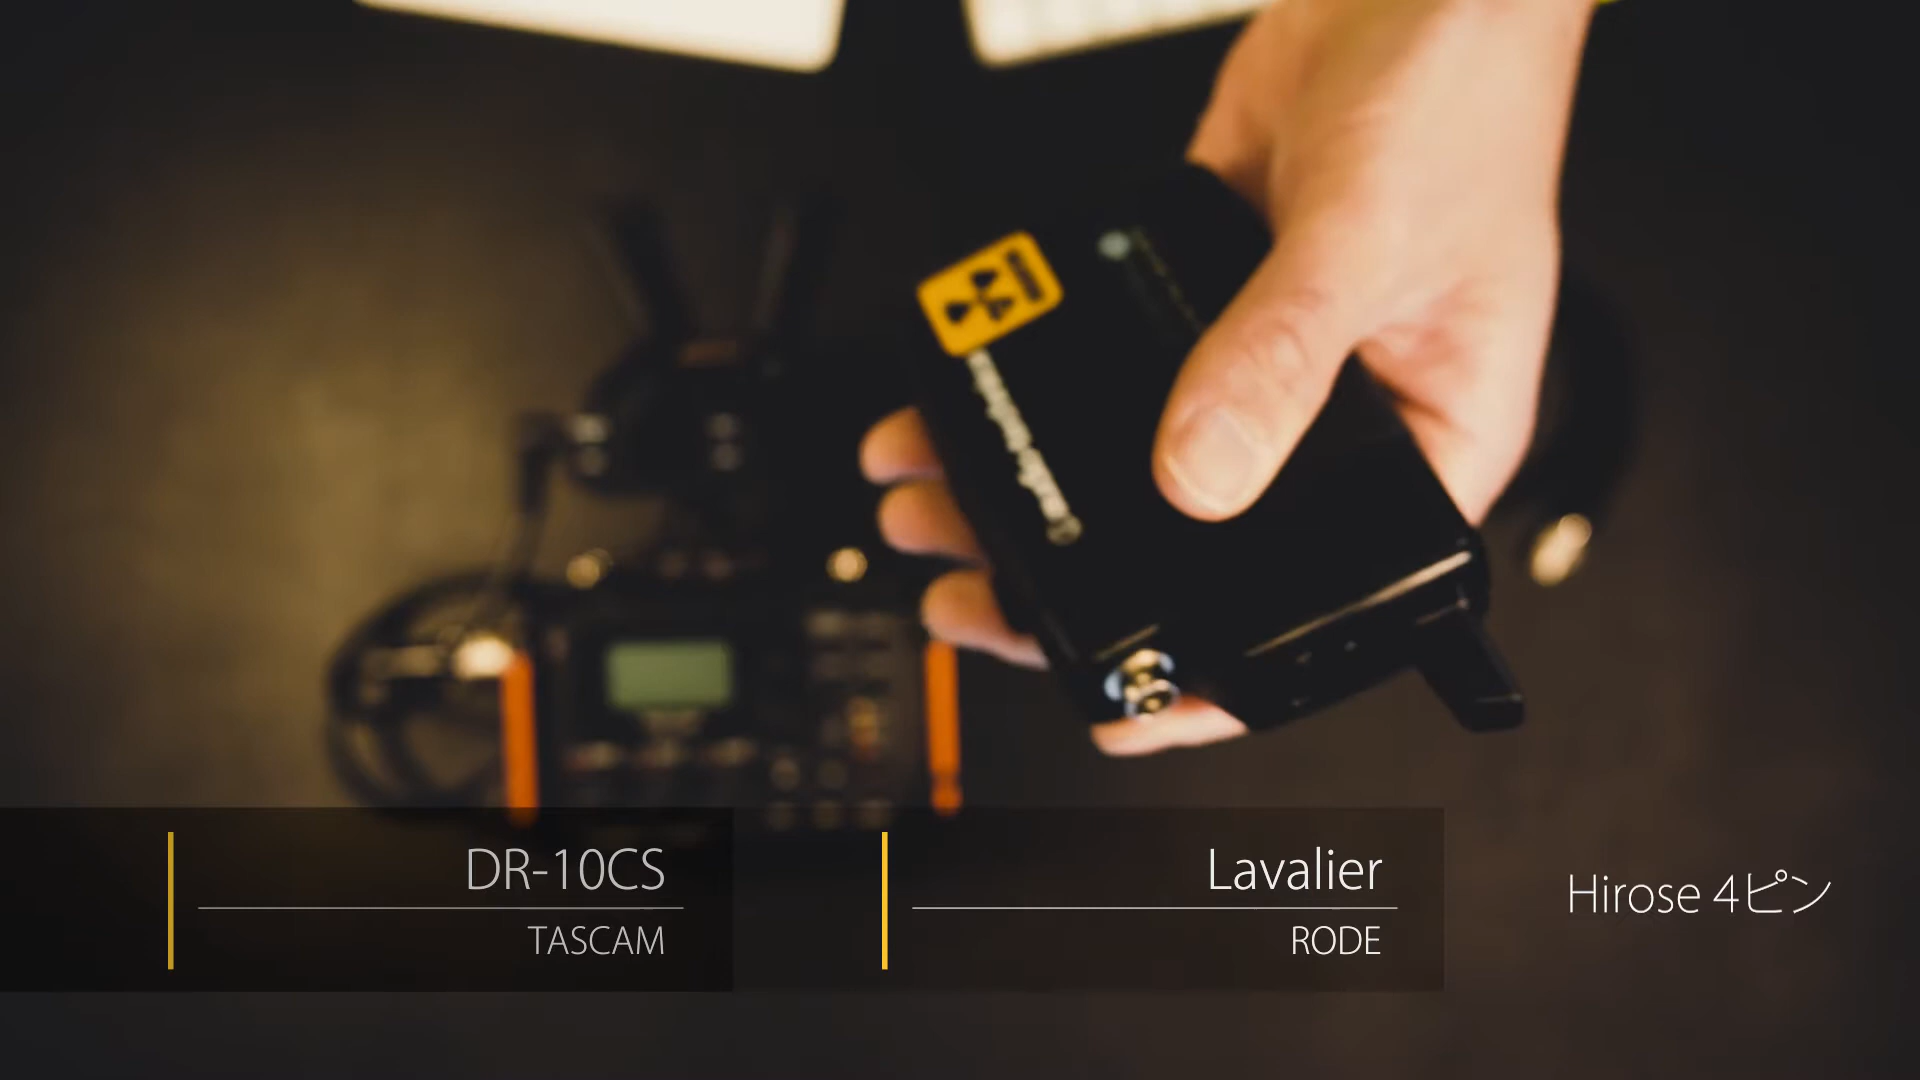 DR-10CS
TASCAM
Lavalier
RODE
Hirose 4ピン